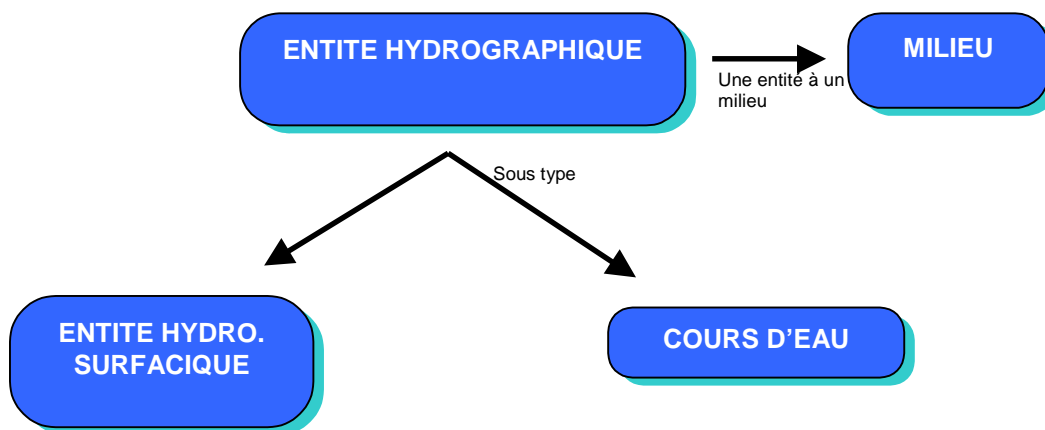 ENTITE HYDROGRAPHIQUE
MILIEU
Une entité à un
milieu
Sous type
ENTITE HYDRO.
SURFACIQUE
COURS D'EAU